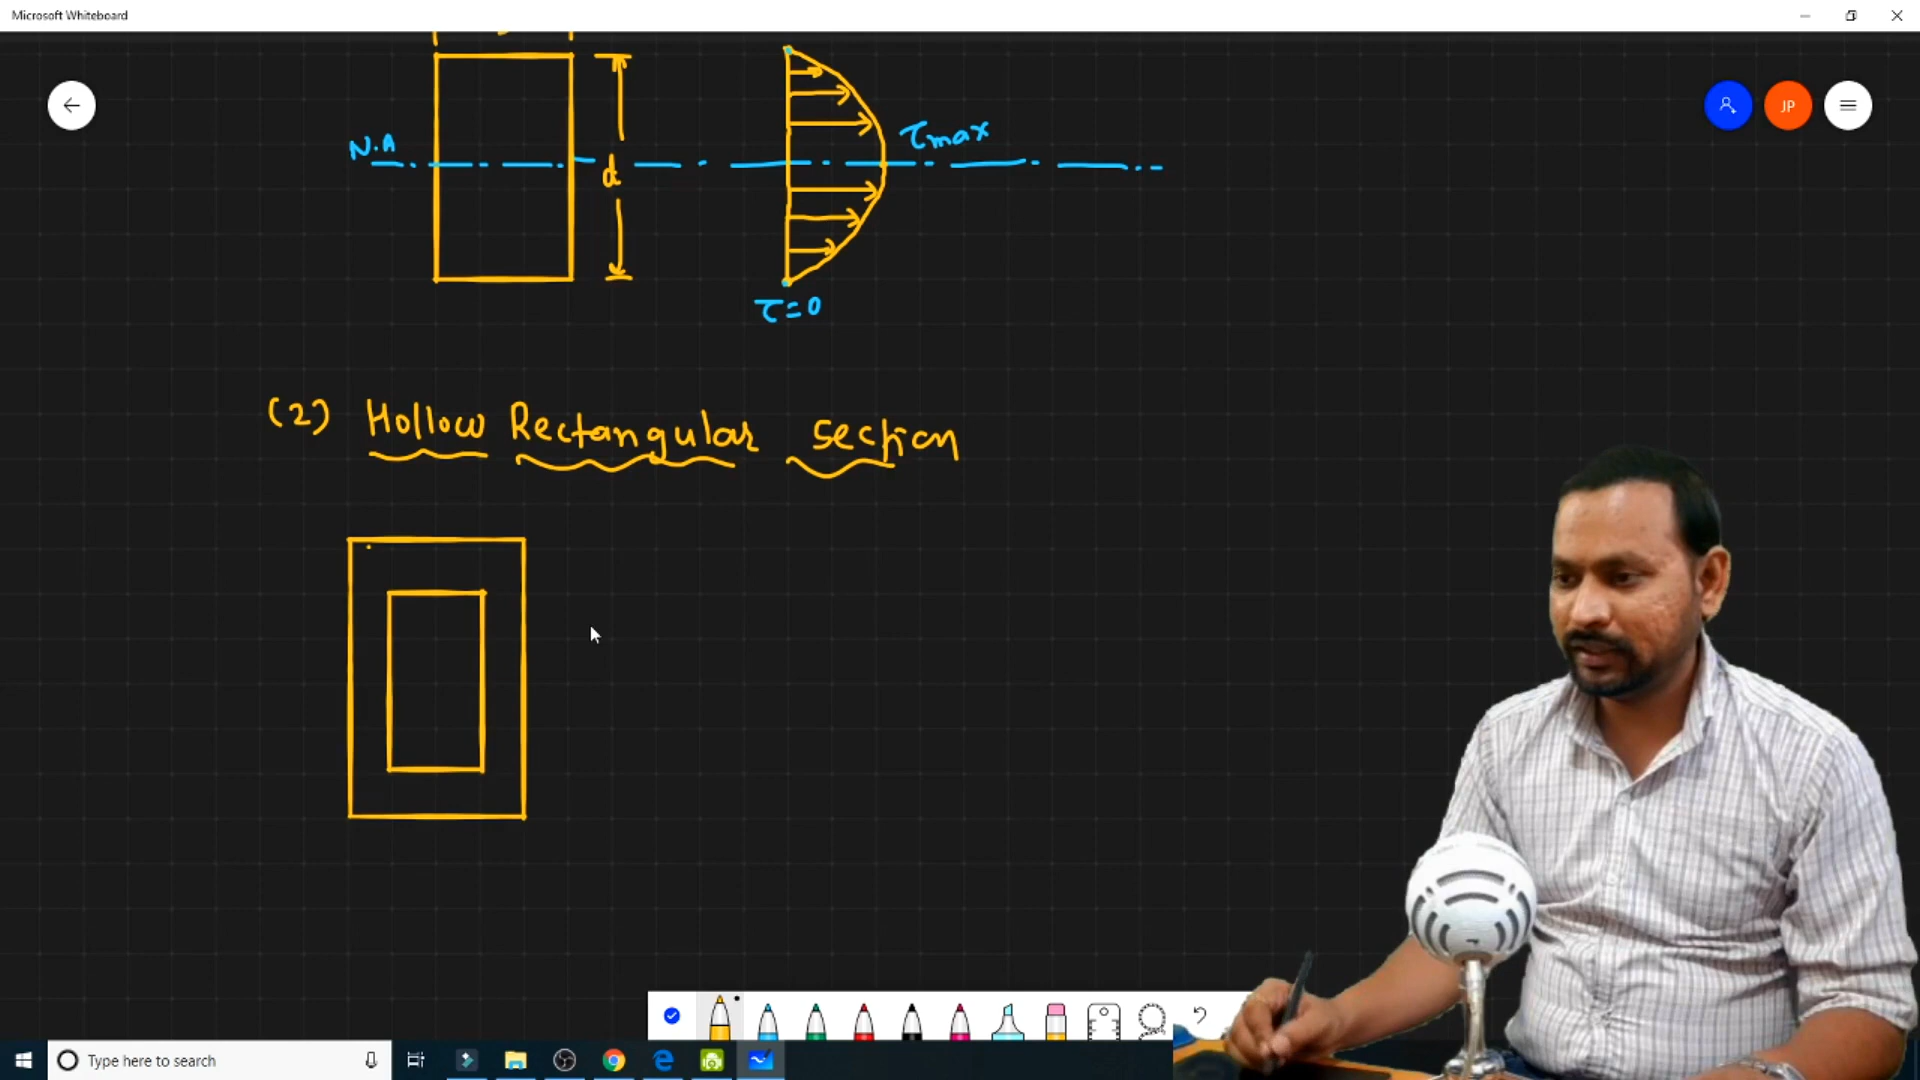 Microsoft Whiteboard
JP
N.A
τmax
d
τ=0
(2) Hollow Rectangular section
Type here to search